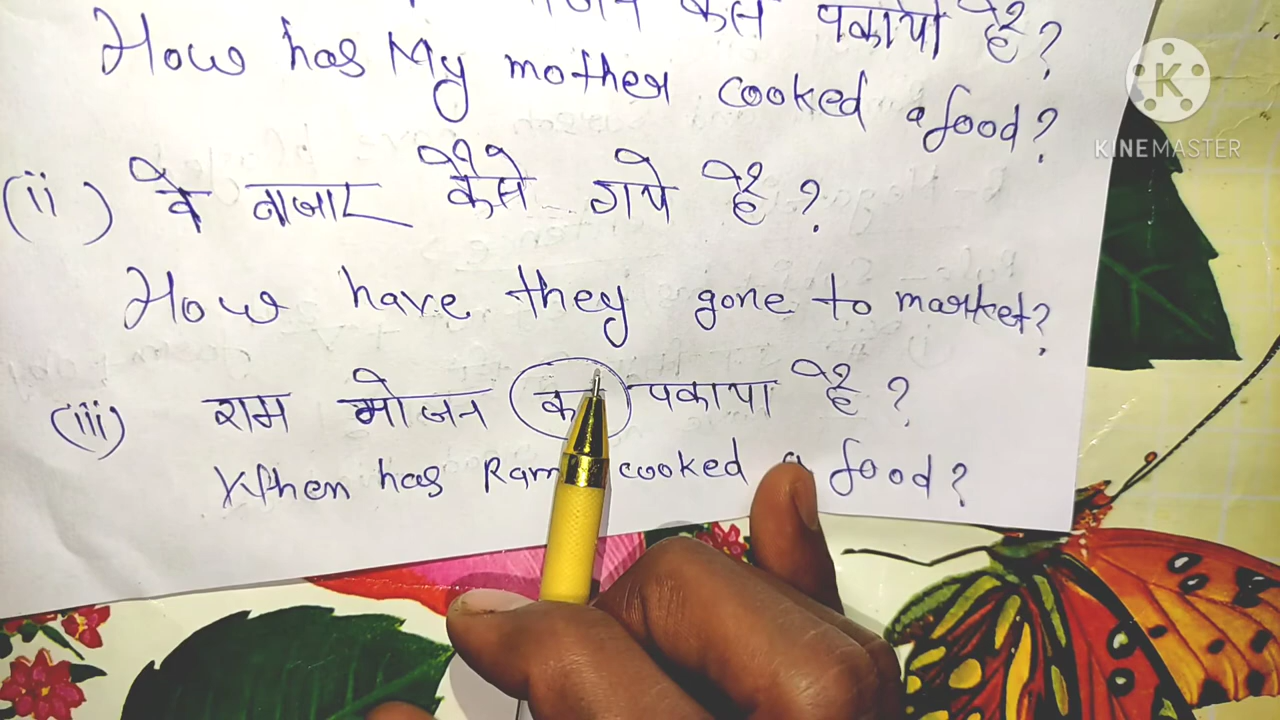 कैसे पकाया है?
How has My mother cooked a food?
KINEMASTER
(ii) वे बाजार कैसे गये है?
How have they gone to market?
(iii) राम भोजन पकाया है?
When has Ram cooked a food?